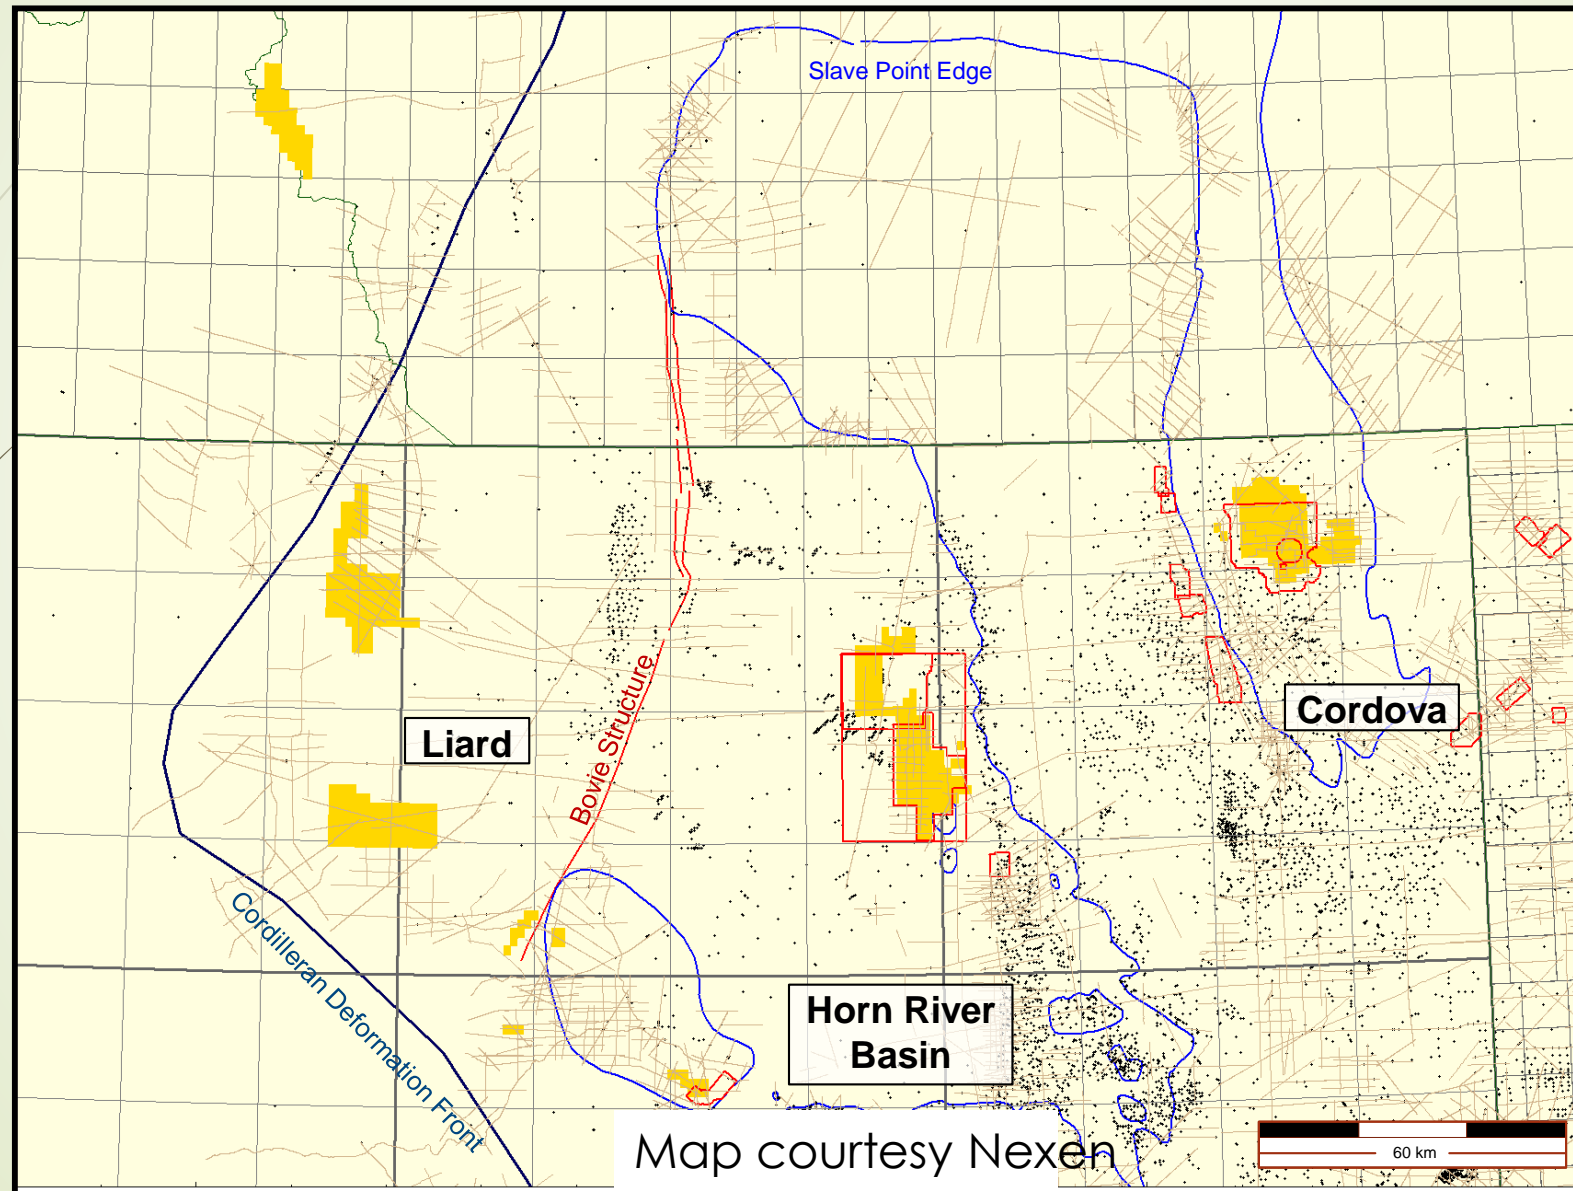 Slave Point Edge
Bovie Structure
Liard
Cordova
Cordilleran Deformation Front
Horn River
Basin
Map courtesy Nexen
60 km